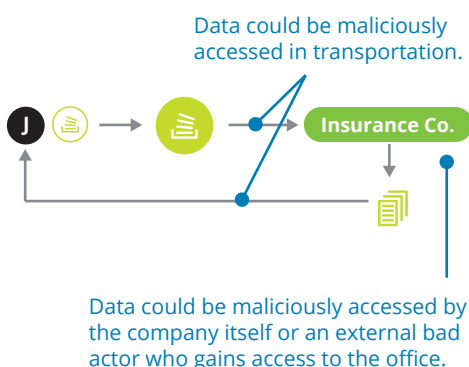 Data could be maliciously
accessed in transportation.
J
Insurance Co.
Data could be maliciously accessed by
the company itself or an external bad
actor who gains access to the office.